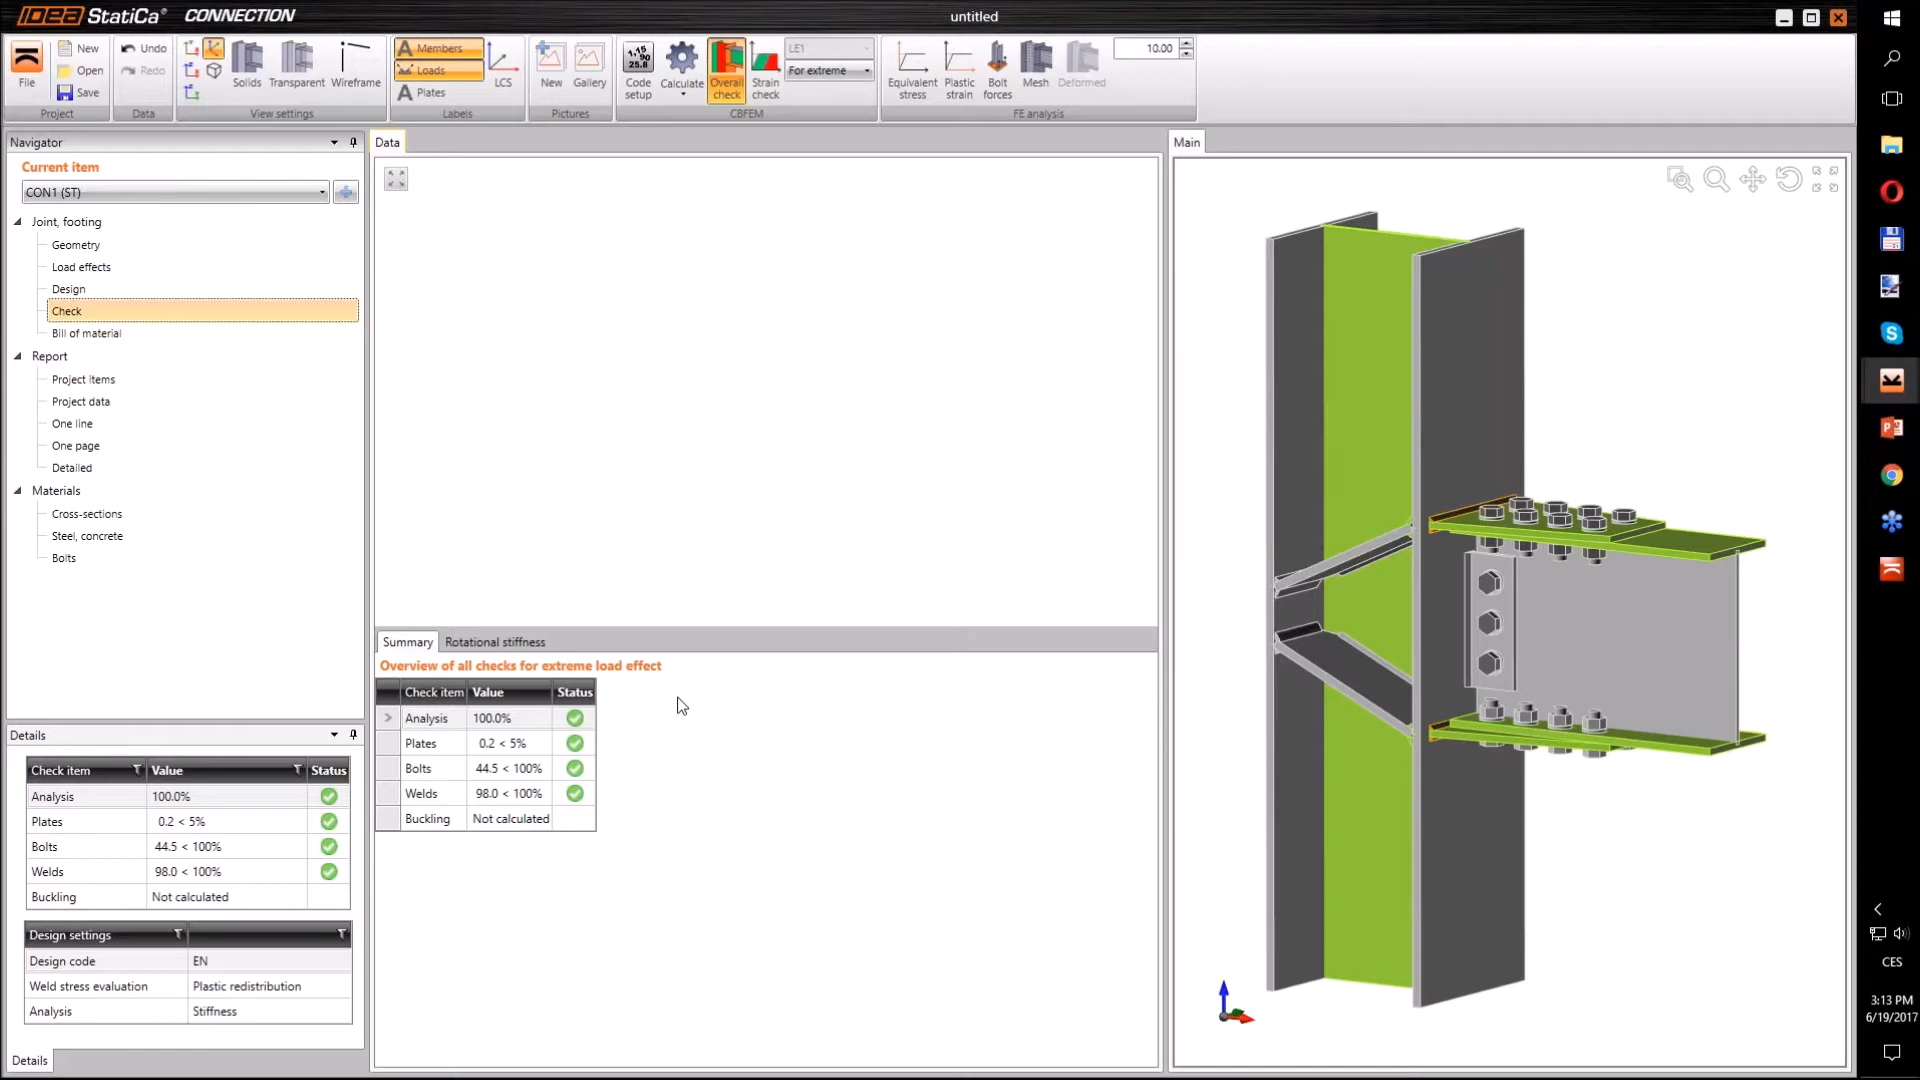 IDEA StatiCa® CONNECTION
untitled
File
New
Open
Save
Project
Undo
Redo
Data
Solids
Transparent
Wireframe
View settings
Members
Loads
Plates
LCS
Labels
New
Gallery
Pictures
1,15
90
25.8
Code setup
Calculate
Overall check
Strain check
LE1
For extreme
CBFEM
Equivalent stress
Plastic strain
Bolt forces
Mesh
Deformed
10.00
FE analysis
Navigator
Current item
CON1 (ST)
Joint, footing
Geometry
Load effects
Design
Check
Bill of material
Report
Project items
Project data
One line
One page
Detailed
Materials
Cross-sections
Steel, concrete
Bolts
Details
Check item Value Status
Analysis 100.0%
Plates 0.2 < 5%
Bolts 44.5 < 100%
Welds 98.0 < 100%
Buckling Not calculated
Design settings
Design code EN
Weld stress evaluation Plastic redistribution
Analysis Stiffness
Details
Data
Summary Rotational stiffness
Overview of all checks for extreme load effect
Check item Value Status
> Analysis 100.0%
Plates 0.2 < 5%
Bolts 44.5 < 100%
Welds 98.0 < 100%
Buckling Not calculated
Main
CES
3:13 PM
6/19/2017